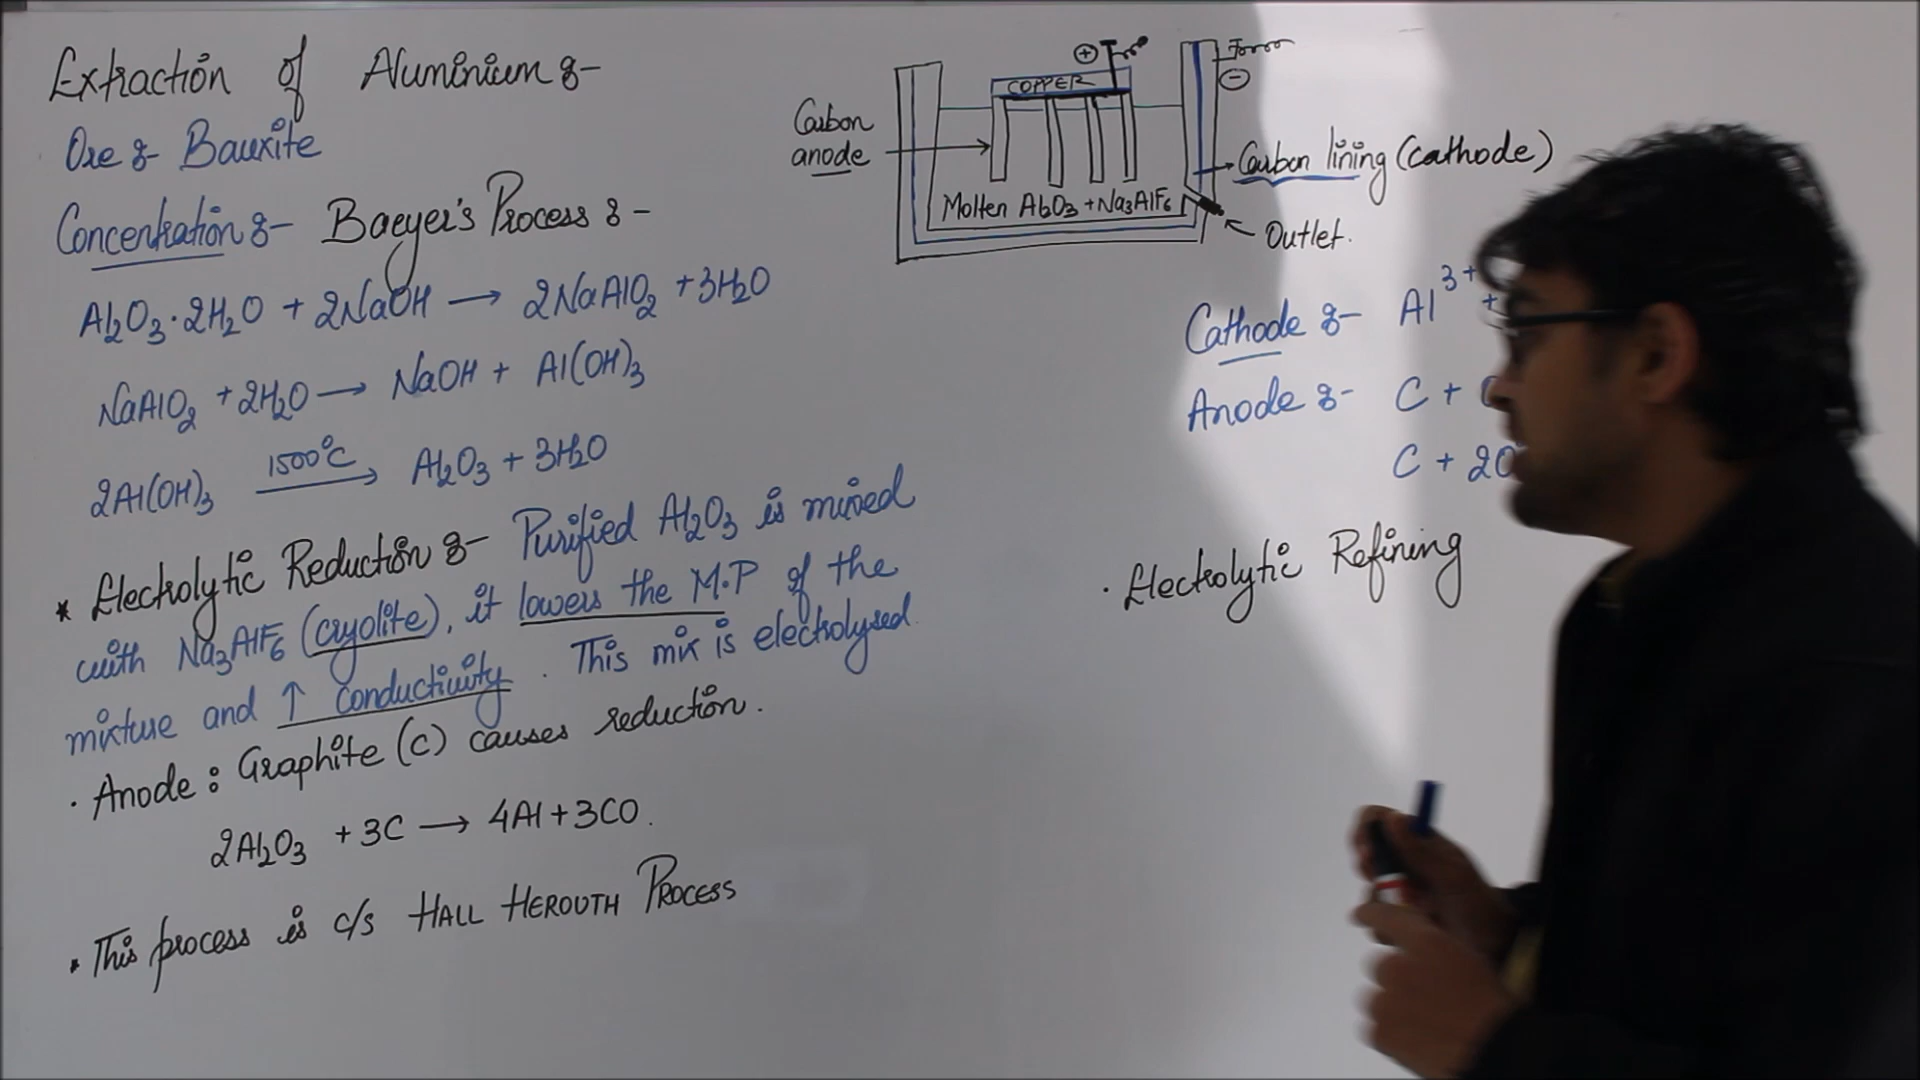 Extraction of Aluminium :-
Ore :- Bauxite
Concentration :- Baeyer's Process :-
Al₂O₃·2H₂O + 2NaOH → 2NaAlO₂ + 3H₂O
NaAlO₂ + 2H₂O → NaOH + Al(OH)₃
2Al(OH)₃ 1500°C → Al₂O₃ + 3H₂O
* Electrolytic Reduction :- Purified Al₂O₃ is mixed
with Na₃AlF₆ (cryolite), it lowers the M.P of the
mixture and ↑ conductivity. This mix is electrolysed.
· Anode : Graphite (C) causes reduction.
2Al₂O₃ + 3C → 4Al + 3CO.
· This process is c/s HALL HEROUTH PROCESS
+
COPPER
−
Carbon
anode
Carbon lining (cathode)
Molten Al₂O₃ + Na₃AlF₆
Outlet.
Cathode :- Al³⁺ +
Anode :- C +
C + 2O
· Electrolytic Refining